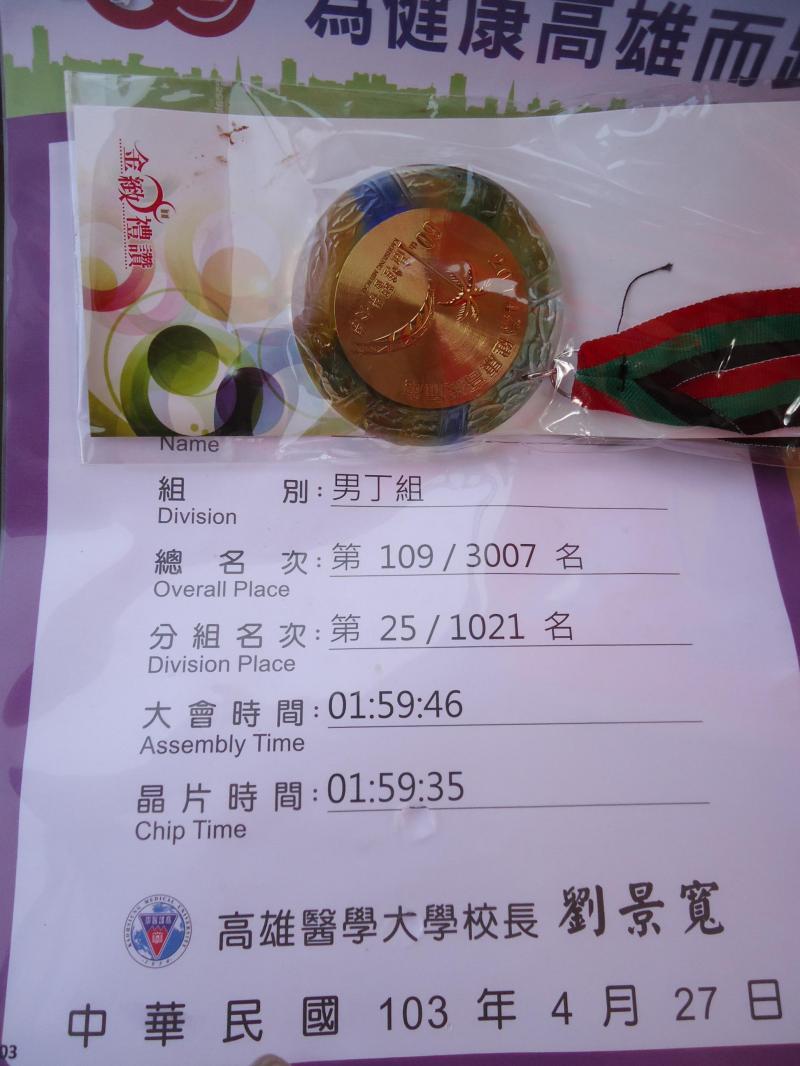 為健康高雄而跑
金緻禮讚
Name
組別：男丁組
Division
總名次：第 109 / 3007 名
Overall Place
分組名次：第 25 / 1021 名
Division Place
大會時間：01:59:46
Assembly Time
晶片時間：01:59:35
Chip Time
高雄醫學大學校長 劉景寬
中華民國 103 年 4 月 27 日
03